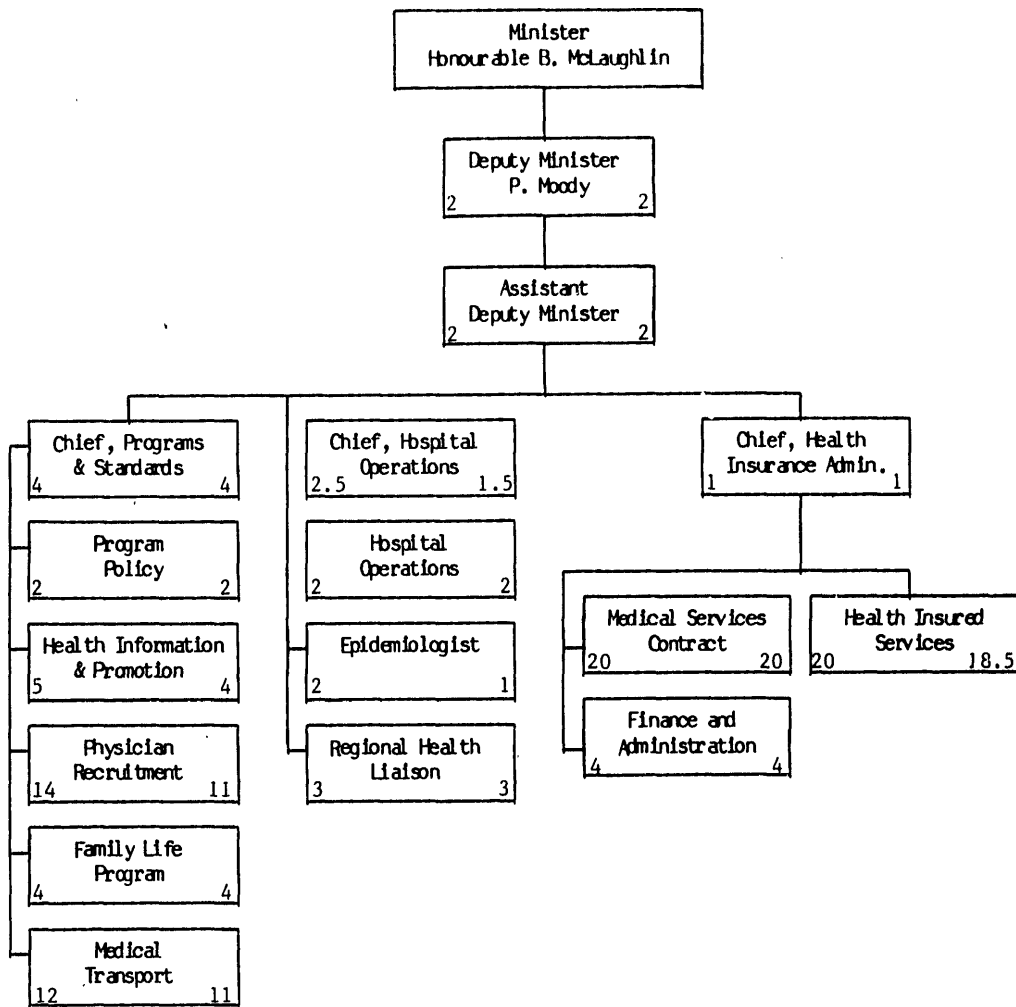 Minister
Honourable B. McLaughlin
Deputy Minister
P. Moody
2 2
Assistant
Deputy Minister
2 2
Chief, Programs
& Standards
4 4
Program
Policy
2 2
Health Information
& Promotion
5 4
Physician
Recruitment
14 11
Family Life
Program
4 4
Medical
Transport
12 11
Chief, Hospital
Operations
2.5 1.5
Hospital
Operations
2 2
Epidemiologist
2 1
Regional Health
Liaison
3 3
Chief, Health
Insurance Admin.
1 1
Medical Services
Contract
20 20
Finance and
Administration
4 4
Health Insured
Services
20 18.5